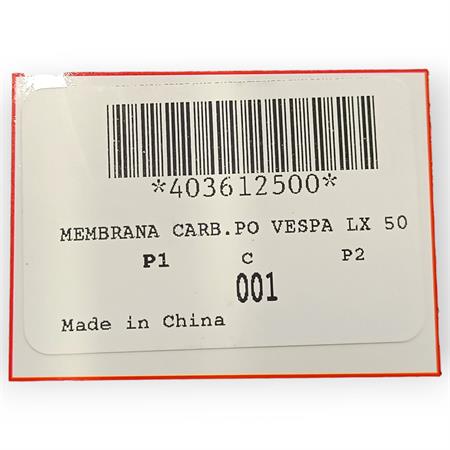 *403612500*
MEMBRANA CARB.PO VESPA LX 50
P1 C P2
001
Made in China